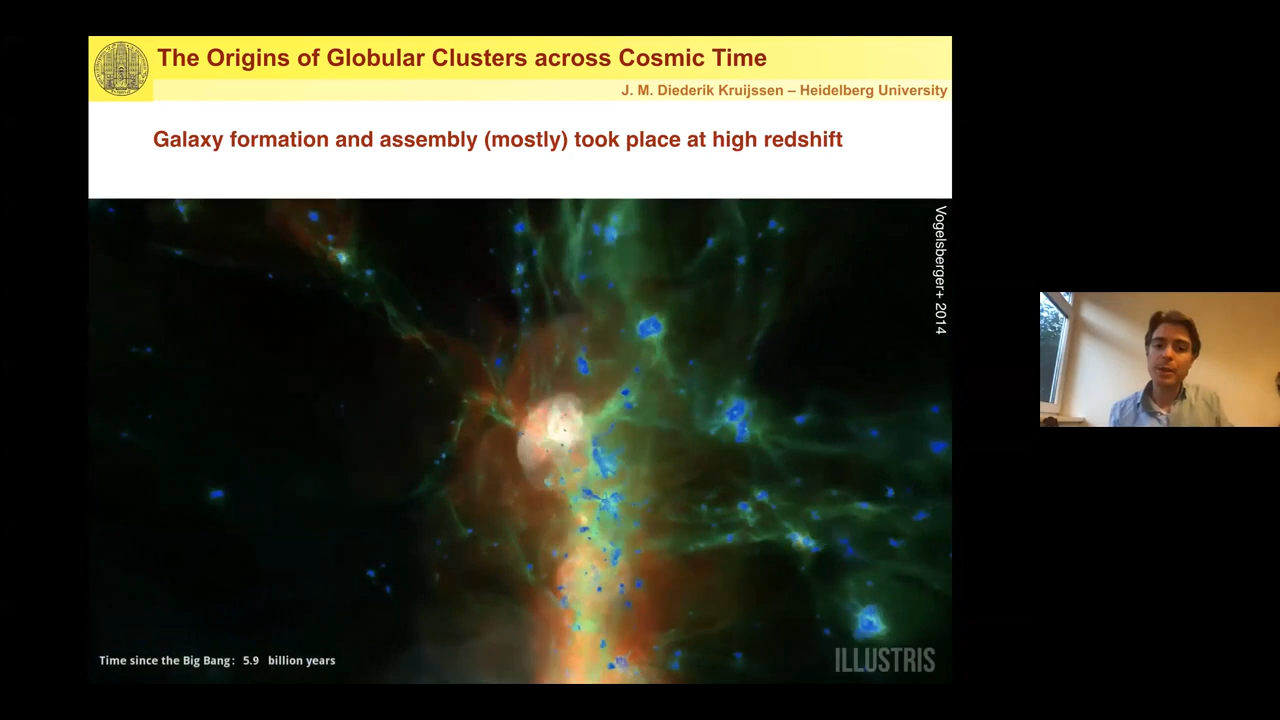 The Origins of Globular Clusters across Cosmic Time
J. M. Diederik Kruijssen – Heidelberg University
Galaxy formation and assembly (mostly) took place at high redshift
Vogelsberger+ 2014
Time since the Big Bang: 5.9 billion years
ILLUSTRIS